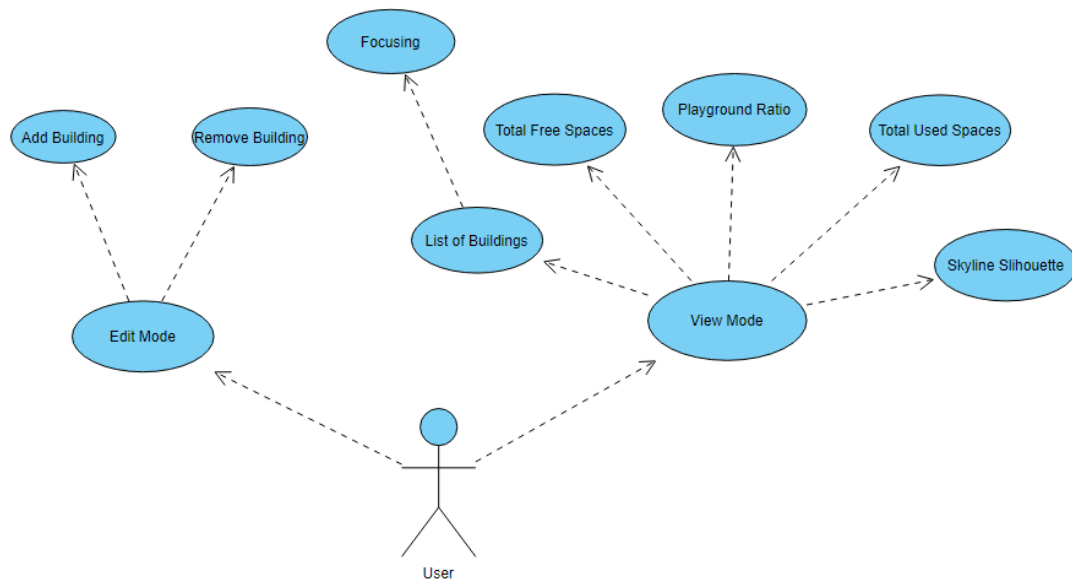 Focusing
Playground Ratio
Total Free Spaces
Total Used Spaces
Add Building
Remove Building
List of Buildings
Skyline Slihouette
View Mode
Edit Mode
User